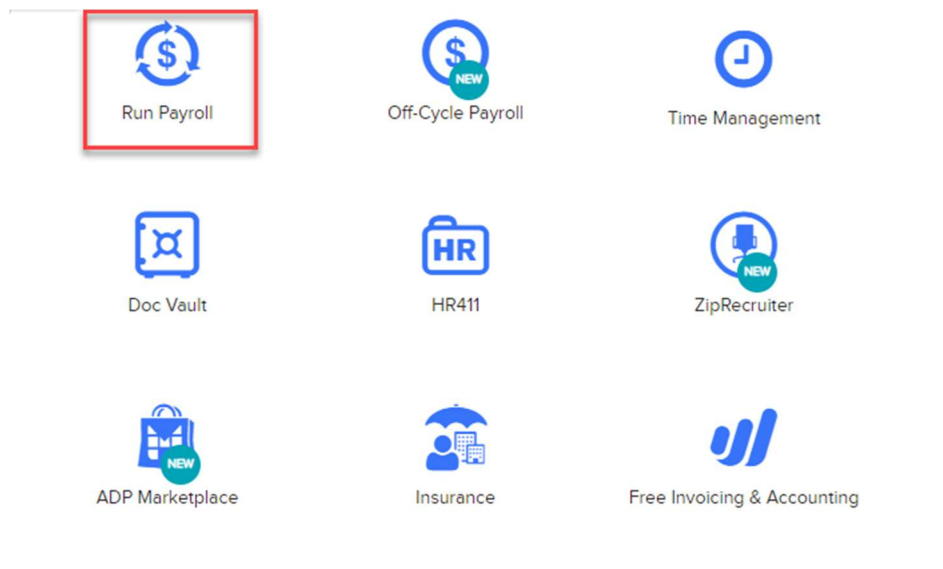 $
Run Payroll
$
NEW
Off-Cycle Payroll
Time Management
Doc Vault
HR
HR411
NEW
ZipRecruiter
NEW
ADP Marketplace
Insurance
Free Invoicing & Accounting